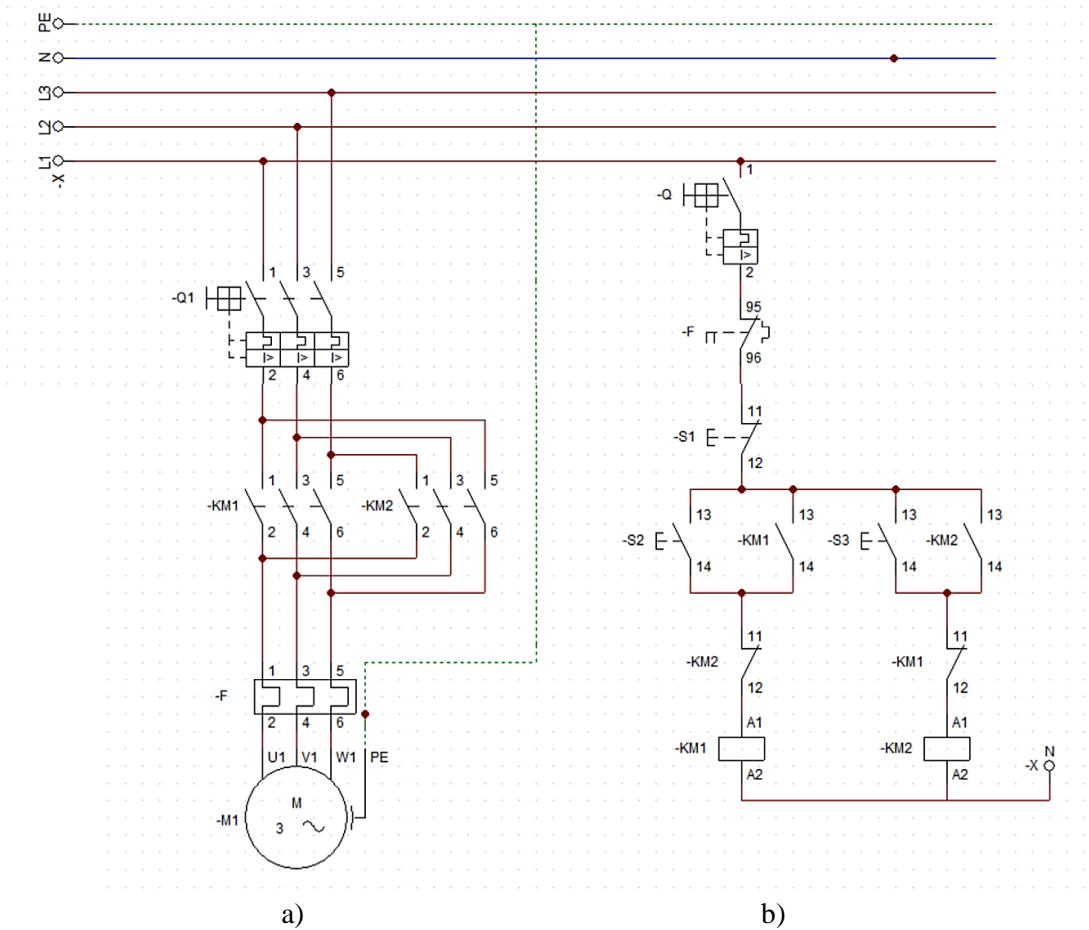 PE
N
L3
L2
L1
-X
1
-Q
I>
2
1 3 5
-Q1
I> I> I>
2 4 6
95
-F
96
11
-S1
12
1 3 5 1 3 5
-KM1 -KM2
2 4 6 2 4 6
13 13 13 13
-S2 -KM1 -S3 -KM2
14 14 14 14
11 11
-KM2 -KM1
12 12
1 3 5
-F
2 4 6
A1 A1
-KM1 -KM2
A2 A2
N
-X
U1 V1 W1 PE
M
-M1
3
a) b)